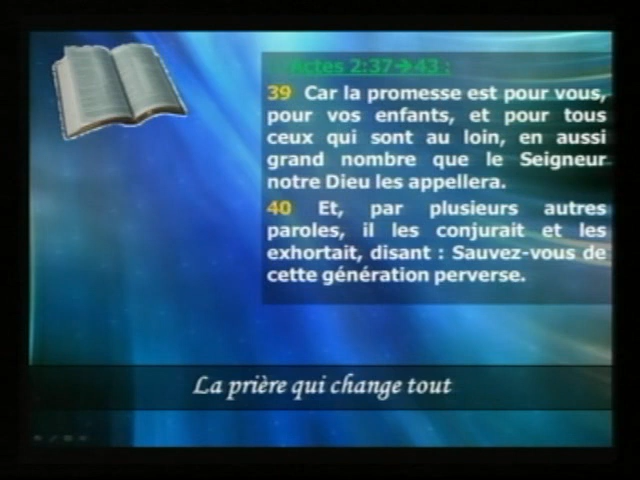 Actes 2:37→43 :
39 Car la promesse est pour vous,
pour vos enfants, et pour tous
ceux qui sont au loin, en aussi
grand nombre que le Seigneur
notre Dieu les appellera.
40 Et, par plusieurs autres
paroles, il les conjurait et les
exhortait, disant : Sauvez-vous de
cette génération perverse.
La prière qui change tout